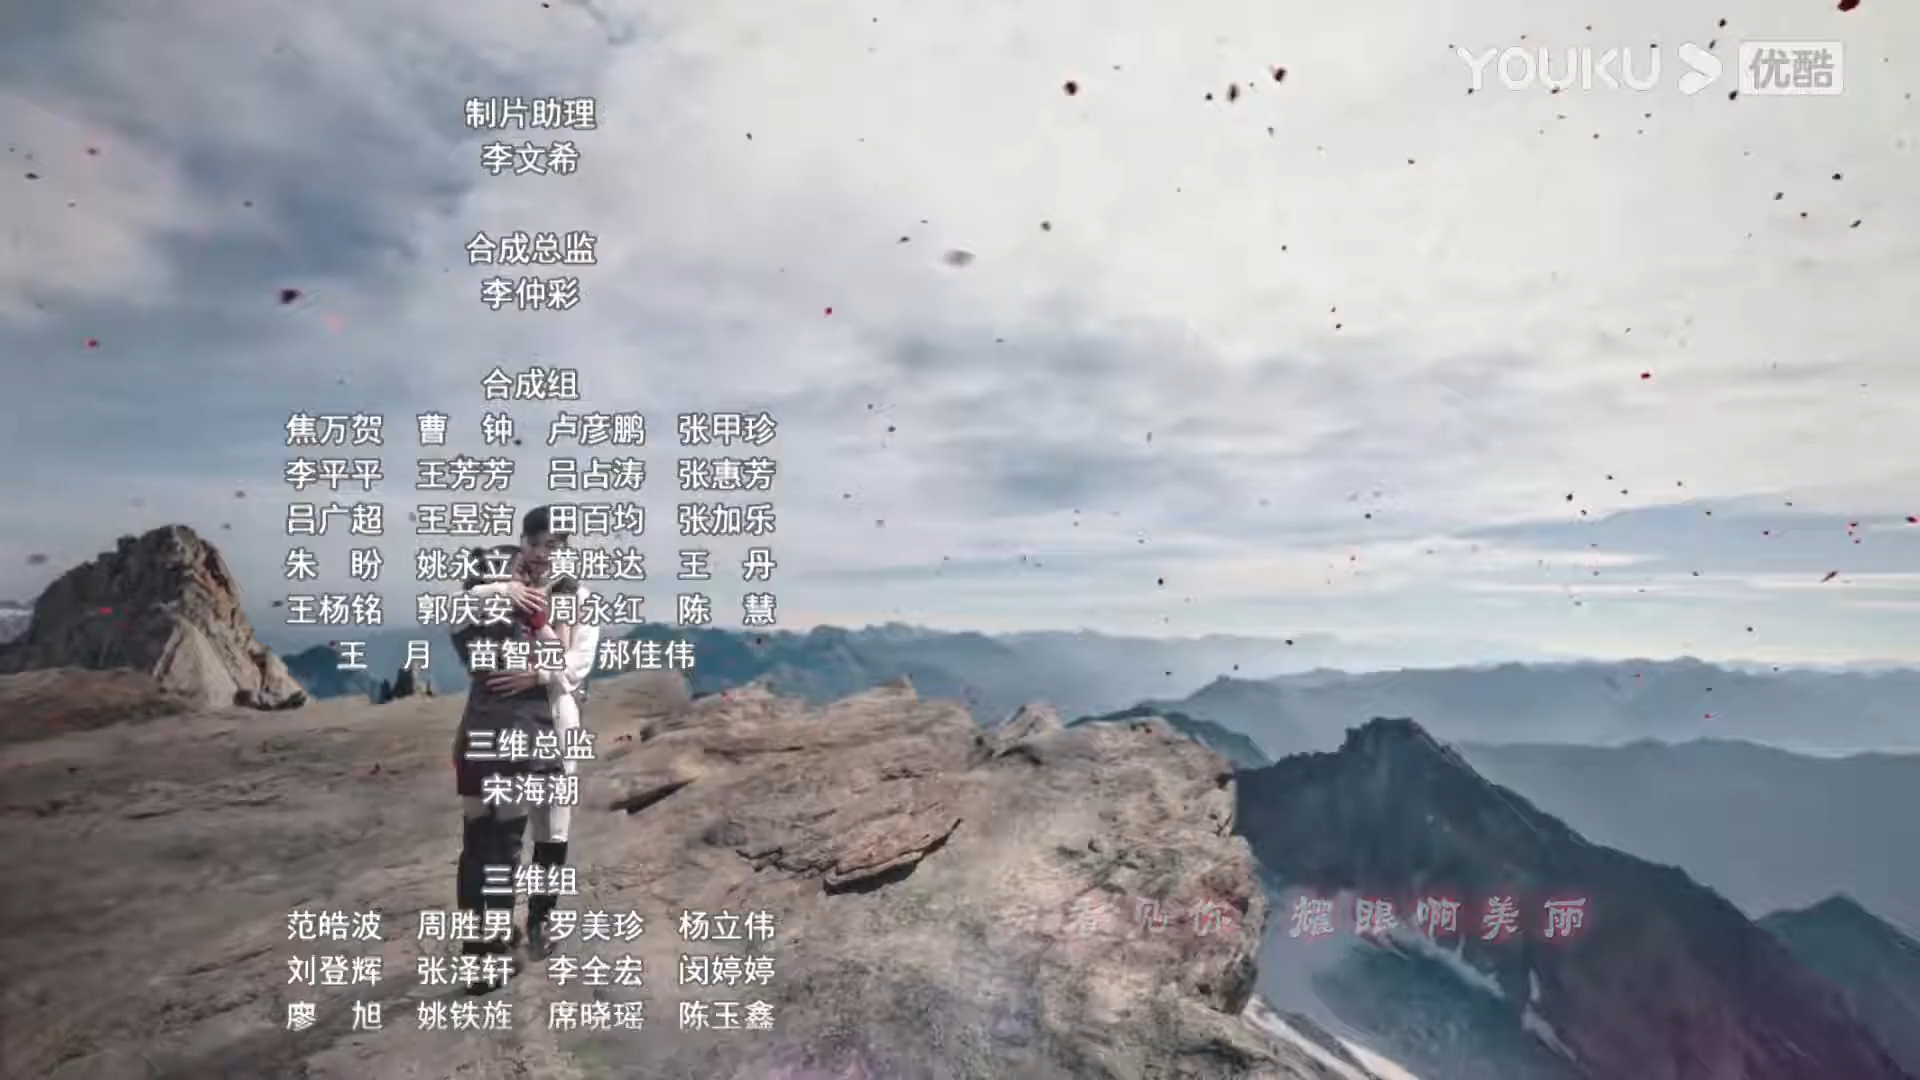 YOUKU 优酷
制片助理
李文希
合成总监
李仲彩
合成组
焦万贺 曹 钟 卢彦鹏 张甲珍
李平平 王芳芳 吕占涛 张惠芳
吕广超 王昱洁 田百均 张加乐
朱 盼 姚永立 黄胜达 王 丹
王杨铭 郭庆安 周永红 陈 慧
王 月 苗智远 郝佳伟
三维总监
宋海潮
三维组
范皓波 周胜男 罗美珍 杨立伟
刘登辉 张泽轩 李全宏 闵婷婷
廖 旭 姚铁旌 席晓瑶 陈玉鑫
看见你 耀眼啊美丽